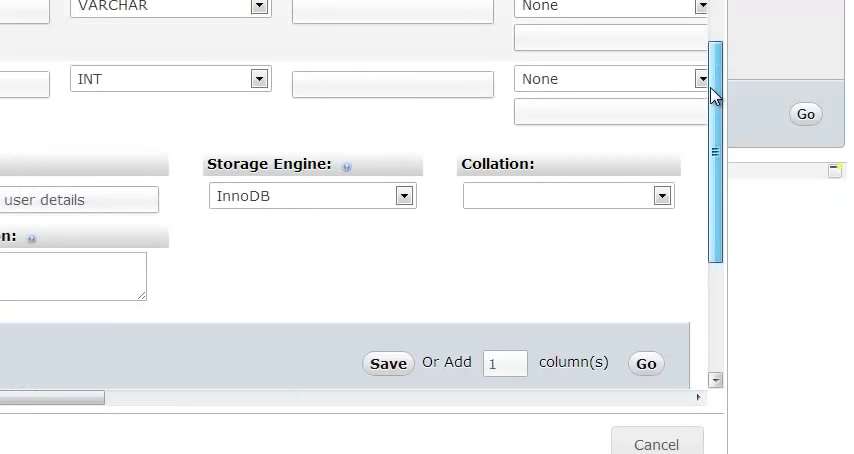 VARCHAR None
INT None
Go
Storage Engine: Collation:
user details InnoDB
n:
Save Or Add 1 column(s) Go
Cancel